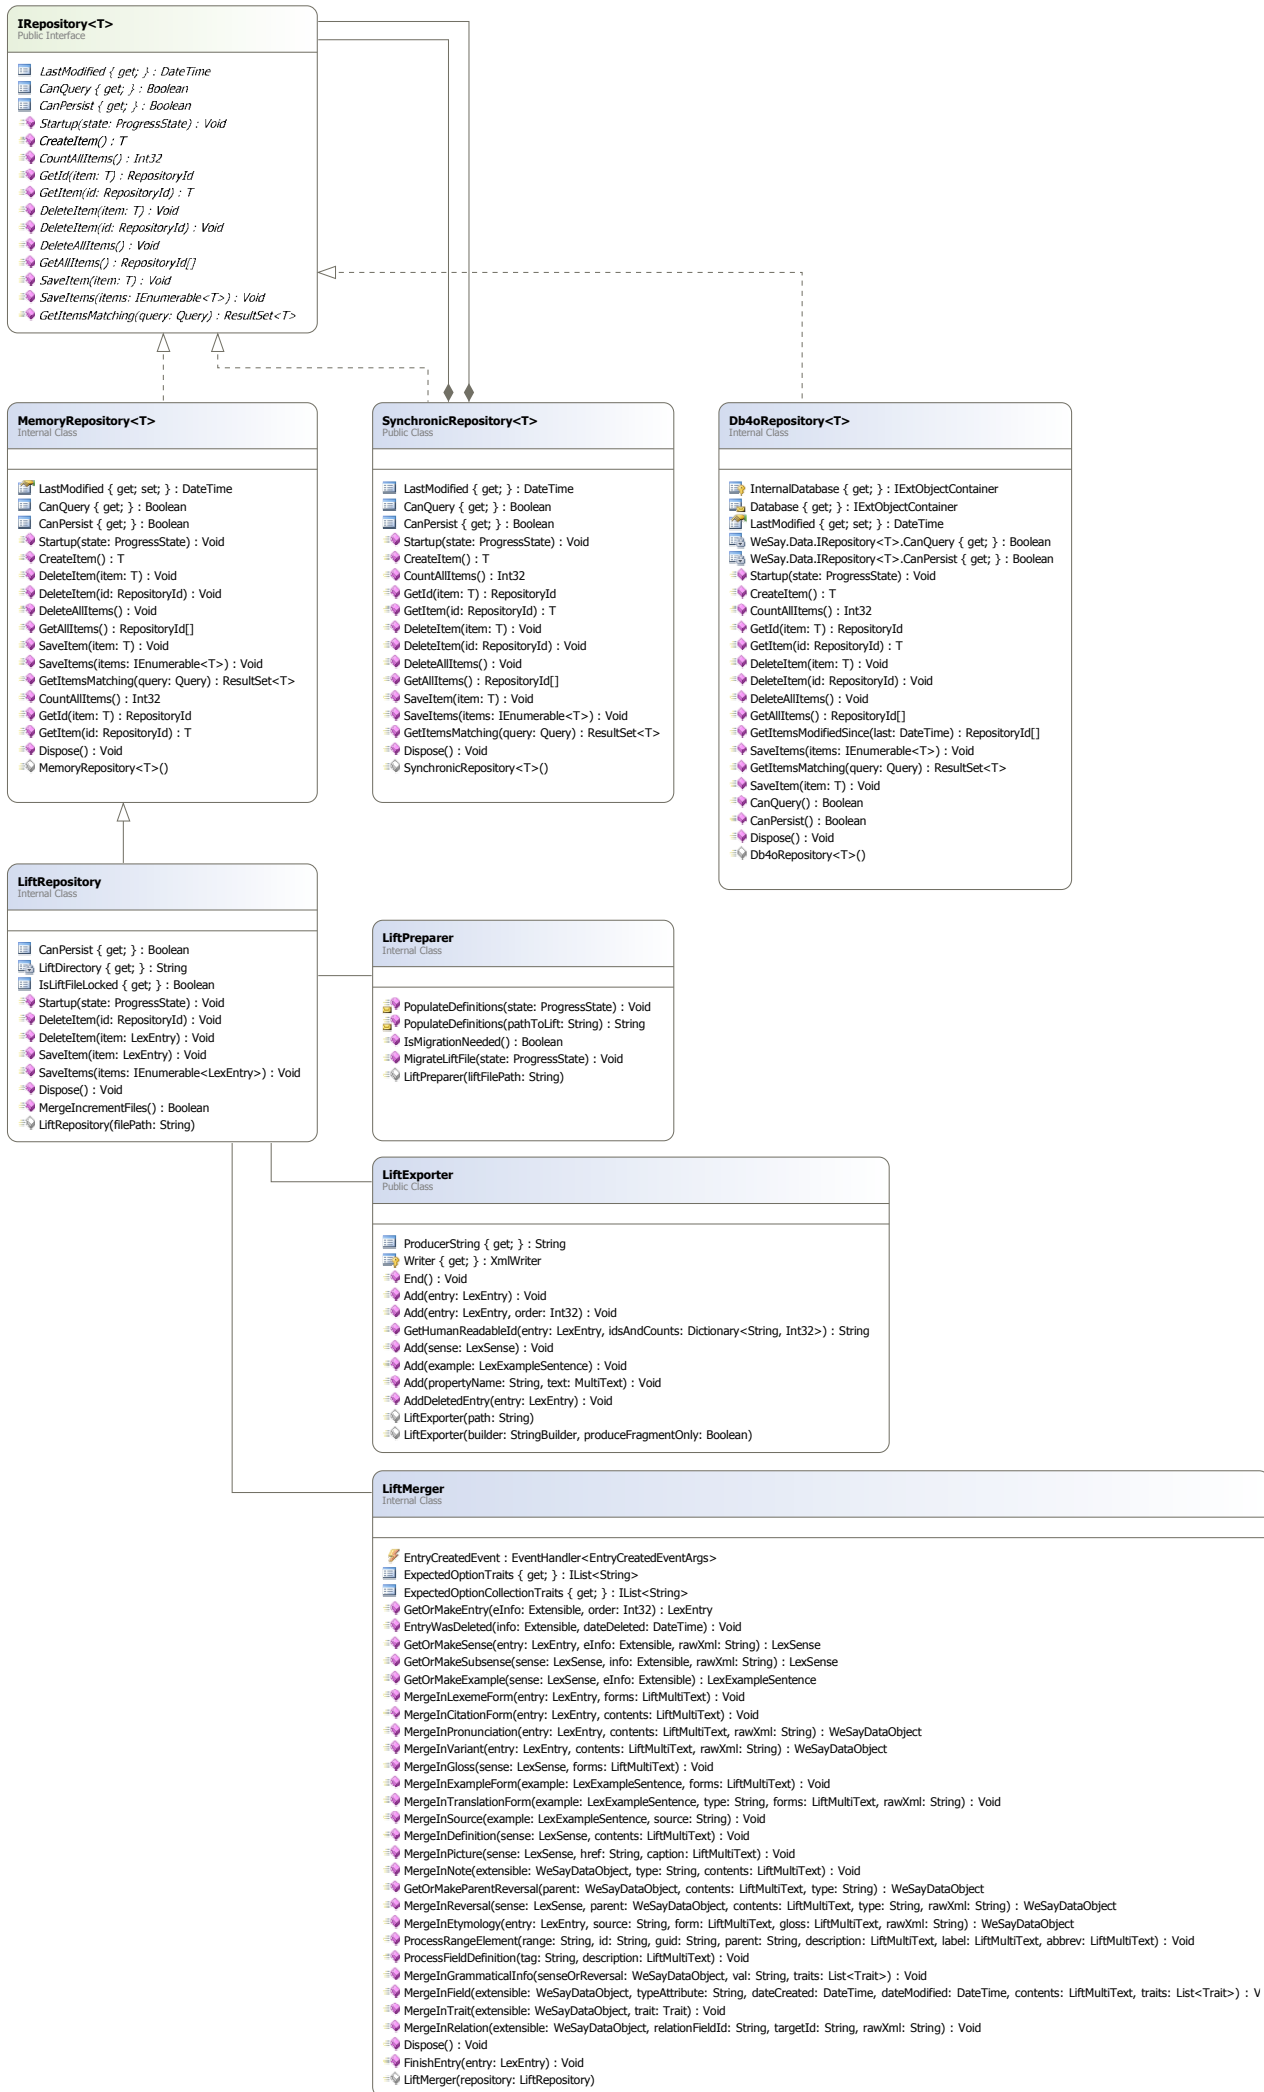 IRepository<T>
Public Interface
LastModified { get; } : DateTime
CanQuery { get; } : Boolean
CanPersist { get; } : Boolean
Startup(state: ProgressState) : Void
CreateItem() : T
CountAllItems() : Int32
GetId(item: T) : RepositoryId
GetItem(id: RepositoryId) : T
DeleteItem(item: T) : Void
DeleteItem(id: RepositoryId) : Void
DeleteAllItems() : Void
GetAllItems() : RepositoryId[]
SaveItem(item: T) : Void
SaveItems(items: IEnumerable<T>) : Void
GetItemsMatching(query: Query) : ResultSet<T>
MemoryRepository<T>
Internal Class
LastModified { get; set; } : DateTime
CanQuery { get; } : Boolean
CanPersist { get; } : Boolean
Startup(state: ProgressState) : Void
CreateItem() : T
DeleteItem(item: T) : Void
DeleteItem(id: RepositoryId) : Void
DeleteAllItems() : Void
GetAllItems() : RepositoryId[]
SaveItem(item: T) : Void
SaveItems(items: IEnumerable<T>) : Void
GetItemsMatching(query: Query) : ResultSet<T>
CountAllItems() : Int32
GetId(item: T) : RepositoryId
GetItem(id: RepositoryId) : T
Dispose() : Void
MemoryRepository<T>()
SynchronicRepository<T>
Public Class
LastModified { get; } : DateTime
CanQuery { get; } : Boolean
CanPersist { get; } : Boolean
Startup(state: ProgressState) : Void
CreateItem() : T
CountAllItems() : Int32
GetId(item: T) : RepositoryId
GetItem(id: RepositoryId) : T
DeleteItem(item: T) : Void
DeleteItem(id: RepositoryId) : Void
DeleteAllItems() : Void
GetAllItems() : RepositoryId[]
SaveItem(item: T) : Void
SaveItems(items: IEnumerable<T>) : Void
GetItemsMatching(query: Query) : ResultSet<T>
Dispose() : Void
SynchronicRepository<T>()
Db4oRepository<T>
Internal Class
InternalDatabase { get; } : IExtObjectContainer
Database { get; } : IExtObjectContainer
LastModified { get; set; } : DateTime
WeSay.Data.IRepository<T>.CanQuery { get; } : Boolean
WeSay.Data.IRepository<T>.CanPersist { get; } : Boolean
Startup(state: ProgressState) : Void
CreateItem() : T
CountAllItems() : Int32
GetId(item: T) : RepositoryId
GetItem(id: RepositoryId) : T
DeleteItem(item: T) : Void
DeleteItem(id: RepositoryId) : Void
DeleteAllItems() : Void
GetAllItems() : RepositoryId[]
GetItemsModifiedSince(last: DateTime) : RepositoryId[]
SaveItems(items: IEnumerable<T>) : Void
GetItemsMatching(query: Query) : ResultSet<T>
SaveItem(item: T) : Void
CanQuery() : Boolean
CanPersist() : Boolean
Dispose() : Void
Db4oRepository<T>()
LiftRepository
Internal Class
CanPersist { get; } : Boolean
LiftDirectory { get; } : String
IsLiftFileLocked { get; } : Boolean
Startup(state: ProgressState) : Void
DeleteItem(id: RepositoryId) : Void
DeleteItem(item: LexEntry) : Void
SaveItem(item: LexEntry) : Void
SaveItems(items: IEnumerable<LexEntry>) : Void
Dispose() : Void
MergeIncrementFiles() : Boolean
LiftRepository(filePath: String)
LiftPreparer
Internal Class
PopulateDefinitions(state: ProgressState) : Void
PopulateDefinitions(pathToLift: String) : String
IsMigrationNeeded() : Boolean
MigrateLiftFile(state: ProgressState) : Void
LiftPreparer(liftFilePath: String)
LiftExporter
Public Class
ProducerString { get; } : String
Writer { get; } : XmlWriter
End() : Void
Add(entry: LexEntry) : Void
Add(entry: LexEntry, order: Int32) : Void
GetHumanReadableId(entry: LexEntry, idsAndCounts: Dictionary<String, Int32>) : String
Add(sense: LexSense) : Void
Add(example: LexExampleSentence) : Void
Add(propertyName: String, text: MultiText) : Void
AddDeletedEntry(entry: LexEntry) : Void
LiftExporter(path: String)
LiftExporter(builder: StringBuilder, produceFragmentOnly: Boolean)
LiftMerger
Internal Class
EntryCreatedEvent : EventHandler<EntryCreatedEventArgs>
ExpectedOptionTraits { get; } : IList<String>
ExpectedOptionCollectionTraits { get; } : IList<String>
GetOrMakeEntry(eInfo: Extensible, order: Int32) : LexEntry
EntryWasDeleted(info: Extensible, dateDeleted: DateTime) : Void
GetOrMakeSense(entry: LexEntry, eInfo: Extensible, rawXml: String) : LexSense
GetOrMakeSubsense(sense: LexSense, info: Extensible, rawXml: String) : LexSense
GetOrMakeExample(sense: LexSense, eInfo: Extensible) : LexExampleSentence
MergeInLexemeForm(entry: LexEntry, forms: LiftMultiText) : Void
MergeInCitationForm(entry: LexEntry, contents: LiftMultiText) : Void
MergeInPronunciation(entry: LexEntry, contents: LiftMultiText, rawXml: String) : WeSayDataObject
MergeInVariant(entry: LexEntry, contents: LiftMultiText, rawXml: String) : WeSayDataObject
MergeInGloss(sense: LexSense, forms: LiftMultiText) : Void
MergeInExampleForm(example: LexExampleSentence, forms: LiftMultiText) : Void
MergeInTranslationForm(example: LexExampleSentence, type: String, forms: LiftMultiText, rawXml: String) : Void
MergeInSource(example: LexExampleSentence, source: String) : Void
MergeInDefinition(sense: LexSense, contents: LiftMultiText) : Void
MergeInPicture(sense: LexSense, href: String, caption: LiftMultiText) : Void
MergeInNote(extensible: WeSayDataObject, type: String, contents: LiftMultiText) : Void
GetOrMakeParentReversal(parent: WeSayDataObject, contents: LiftMultiText, type: String) : WeSayDataObject
MergeInReversal(sense: LexSense, parent: WeSayDataObject, contents: LiftMultiText, type: String, rawXml: String) : WeSayDataObject
MergeInEtymology(entry: LexEntry, source: String, form: LiftMultiText, gloss: LiftMultiText, rawXml: String) : WeSayDataObject
ProcessRangeElement(range: String, id: String, guid: String, parent: String, description: LiftMultiText, label: LiftMultiText, abbrev: LiftMultiText) : Void
ProcessFieldDefinition(tag: String, description: LiftMultiText) : Void
MergeInGrammaticalInfo(senseOrReversal: WeSayDataObject, val: String, traits: List<Trait>) : Void
MergeInField(extensible: WeSayDataObject, typeAttribute: String, dateCreated: DateTime, dateModified: DateTime, contents: LiftMultiText, traits: List<Trait>) : V
MergeInTrait(extensible: WeSayDataObject, trait: Trait) : Void
MergeInRelation(extensible: WeSayDataObject, relationFieldId: String, targetId: String, rawXml: String) : Void
Dispose() : Void
FinishEntry(entry: LexEntry) : Void
LiftMerger(repository: LiftRepository)